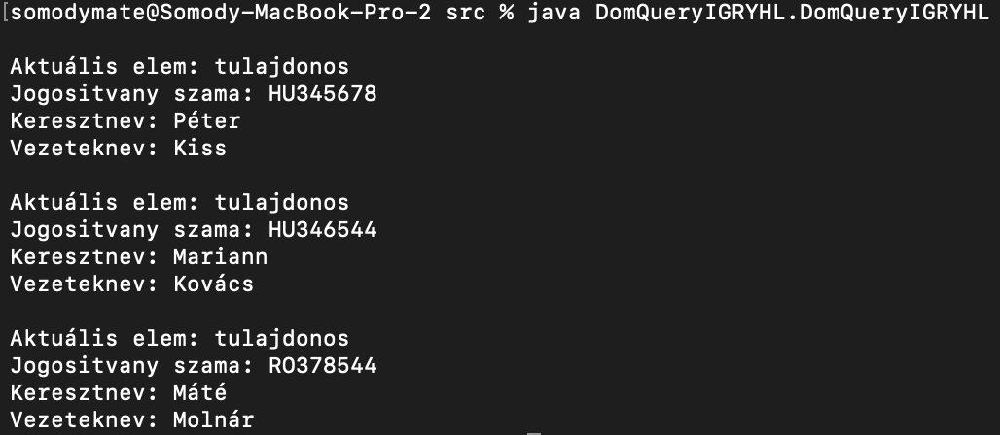 [somodymate@Somody-MacBook-Pro-2 src % java DomQueryIGRYHL.DomQueryIGRYHL
Aktuális elem: tulajdonos
Jogositvany szama: HU345678
Keresztnev: Péter
Vezeteknev: Kiss
Aktuális elem: tulajdonos
Jogositvany szama: HU346544
Keresztnev: Mariann
Vezeteknev: Kovács
Aktuális elem: tulajdonos
Jogositvany szama: RO378544
Keresztnev: Máté
Vezeteknev: Molnár